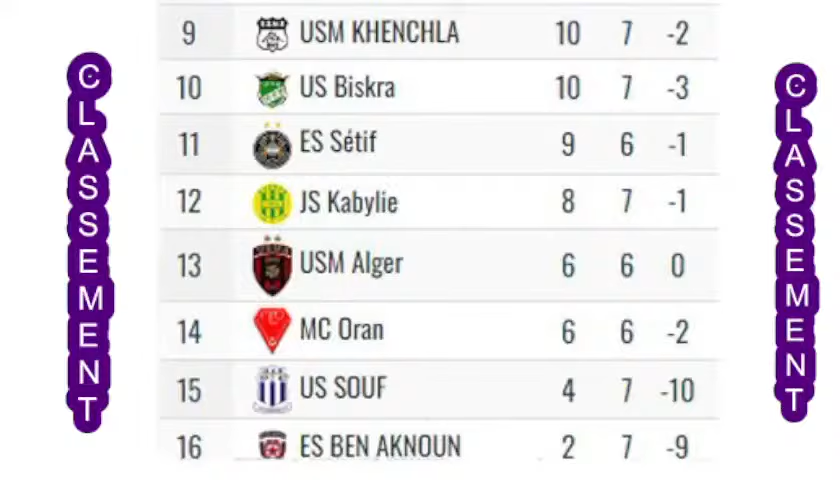 CLASSEMENT
9 USM KHENCHLA 10 7 -2
10 US Biskra 10 7 -3
11 ES Sétif 9 6 -1
12 JS Kabylie 8 7 -1
13 USM Alger 6 6 0
14 MC Oran 6 6 -2
15 US SOUF 4 7 -10
16 ES BEN AKNOUN 2 7 -9
CLASSEMENT